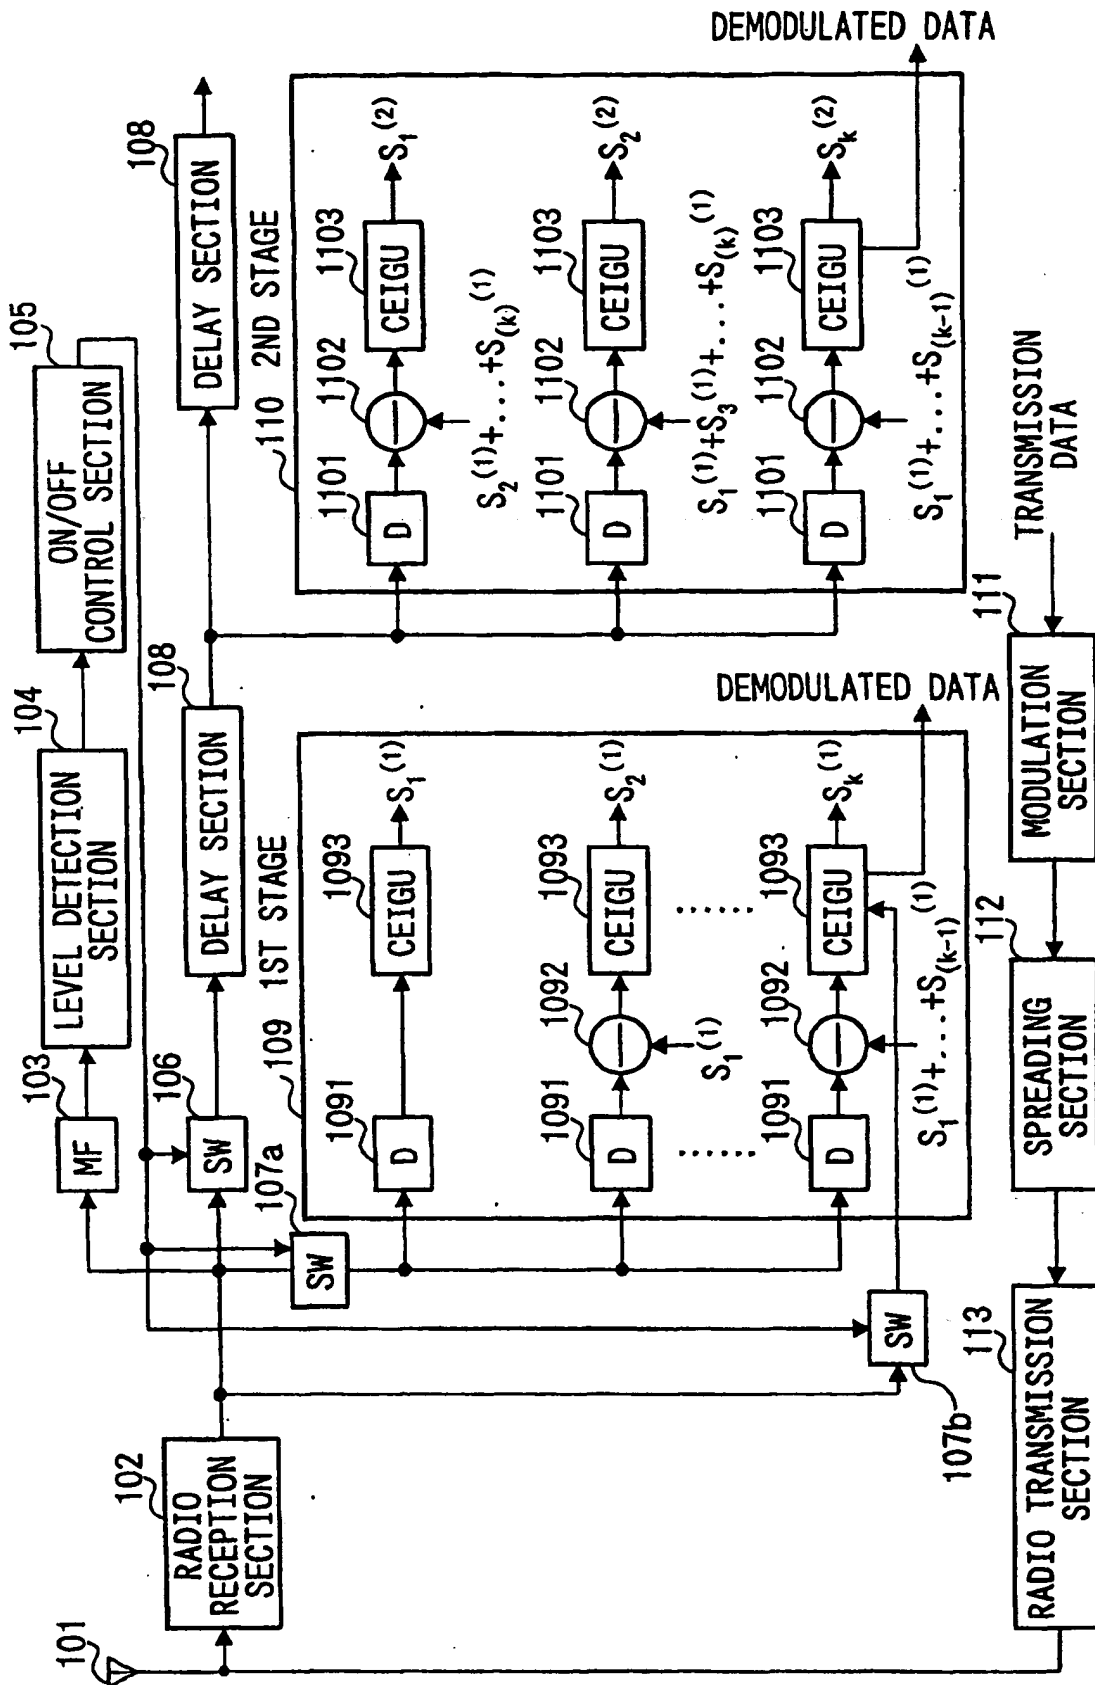 101
102
RADIO
RECEPTION
SECTION
103
MF
104
LEVEL DETECTION
SECTION
105
ON/OFF
CONTROL SECTION
106
SW
108
DELAY SECTION
108
DELAY SECTION
107a
SW
107b
SW
109 1ST STAGE
1091
D
1093
CEIGU
S₁⁽¹⁾
1091
D
1092
S₁⁽¹⁾
1093
CEIGU
S₂⁽¹⁾
......
......
1091
D
1092
S₁⁽¹⁾+...+S₍ₖ₋₁₎⁽¹⁾
1093
CEIGU
Sₖ⁽¹⁾
DEMODULATED DATA
110 2ND STAGE
1101
D
1102
S₂⁽¹⁾+...+S₍ₖ₎⁽¹⁾
1103
CEIGU
S₁⁽²⁾
1101
D
1102
S₁⁽¹⁾+S₃⁽¹⁾+...+S₍ₖ₎⁽¹⁾
1103
CEIGU
S₂⁽²⁾
1101
D
1102
S₁⁽¹⁾+...+S₍ₖ₋₁₎⁽¹⁾
1103
CEIGU
Sₖ⁽²⁾
DEMODULATED DATA
113
RADIO TRANSMISSION
SECTION
112
SPREADING
SECTION
111
MODULATION
SECTION
TRANSMISSION
DATA